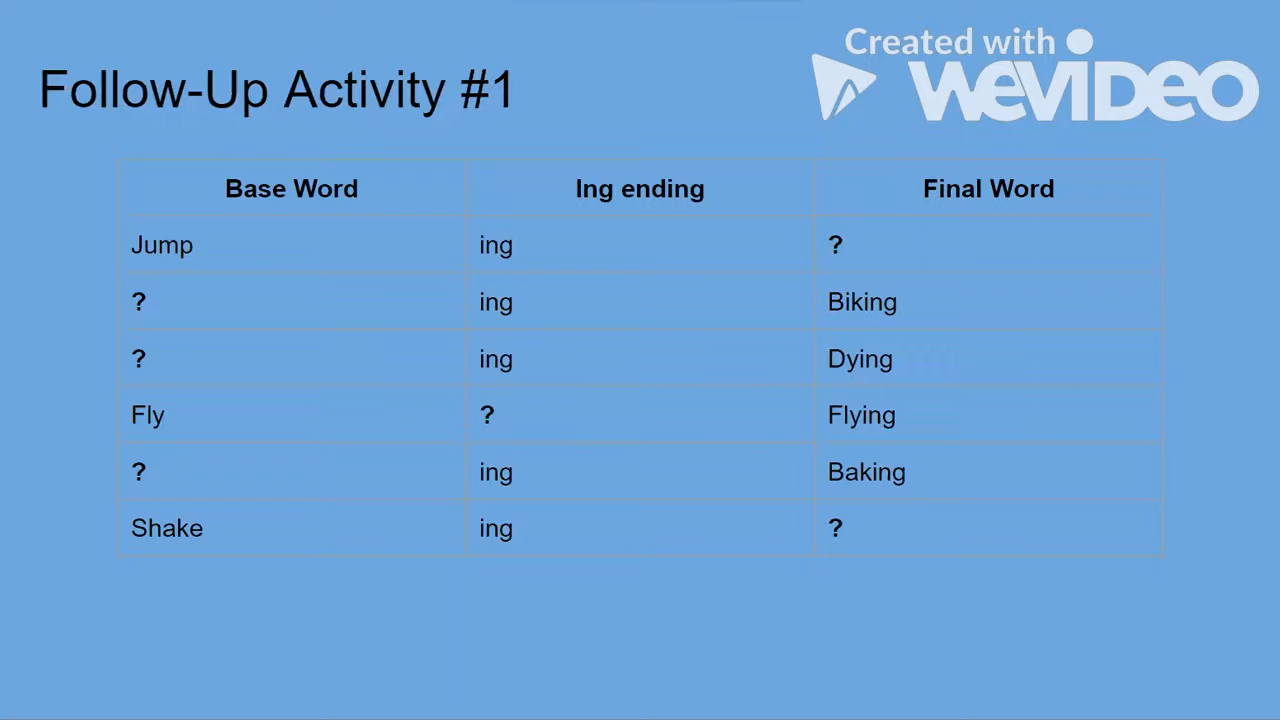 Created with
WEVIDEO
Follow-Up Activity #1
Base Word Ing ending Final Word
Jump ing ?
? ing Biking
? ing Dying
Fly ? Flying
? ing Baking
Shake ing ?